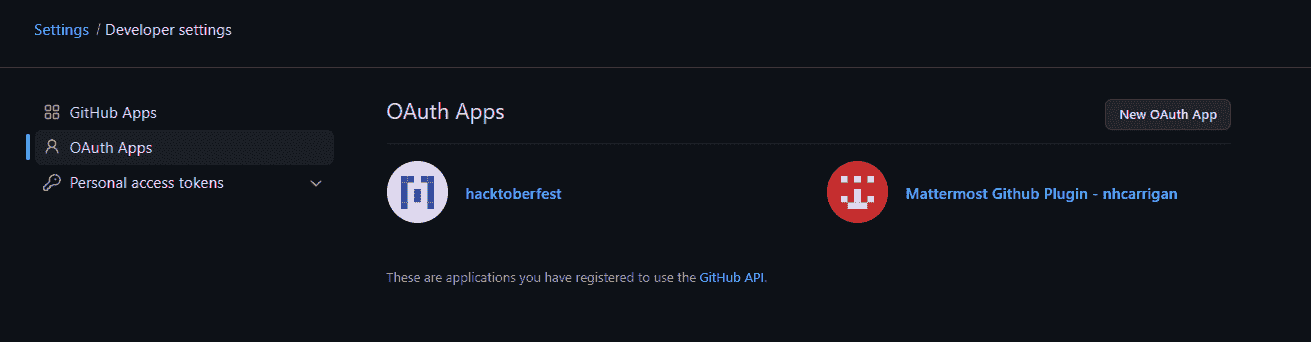 Settings / Developer settings
GitHub Apps
OAuth Apps
Personal access tokens
OAuth Apps
New OAuth App
hacktoberfest
Mattermost Github Plugin - nhcarrigan
These are applications you have registered to use the GitHub API.